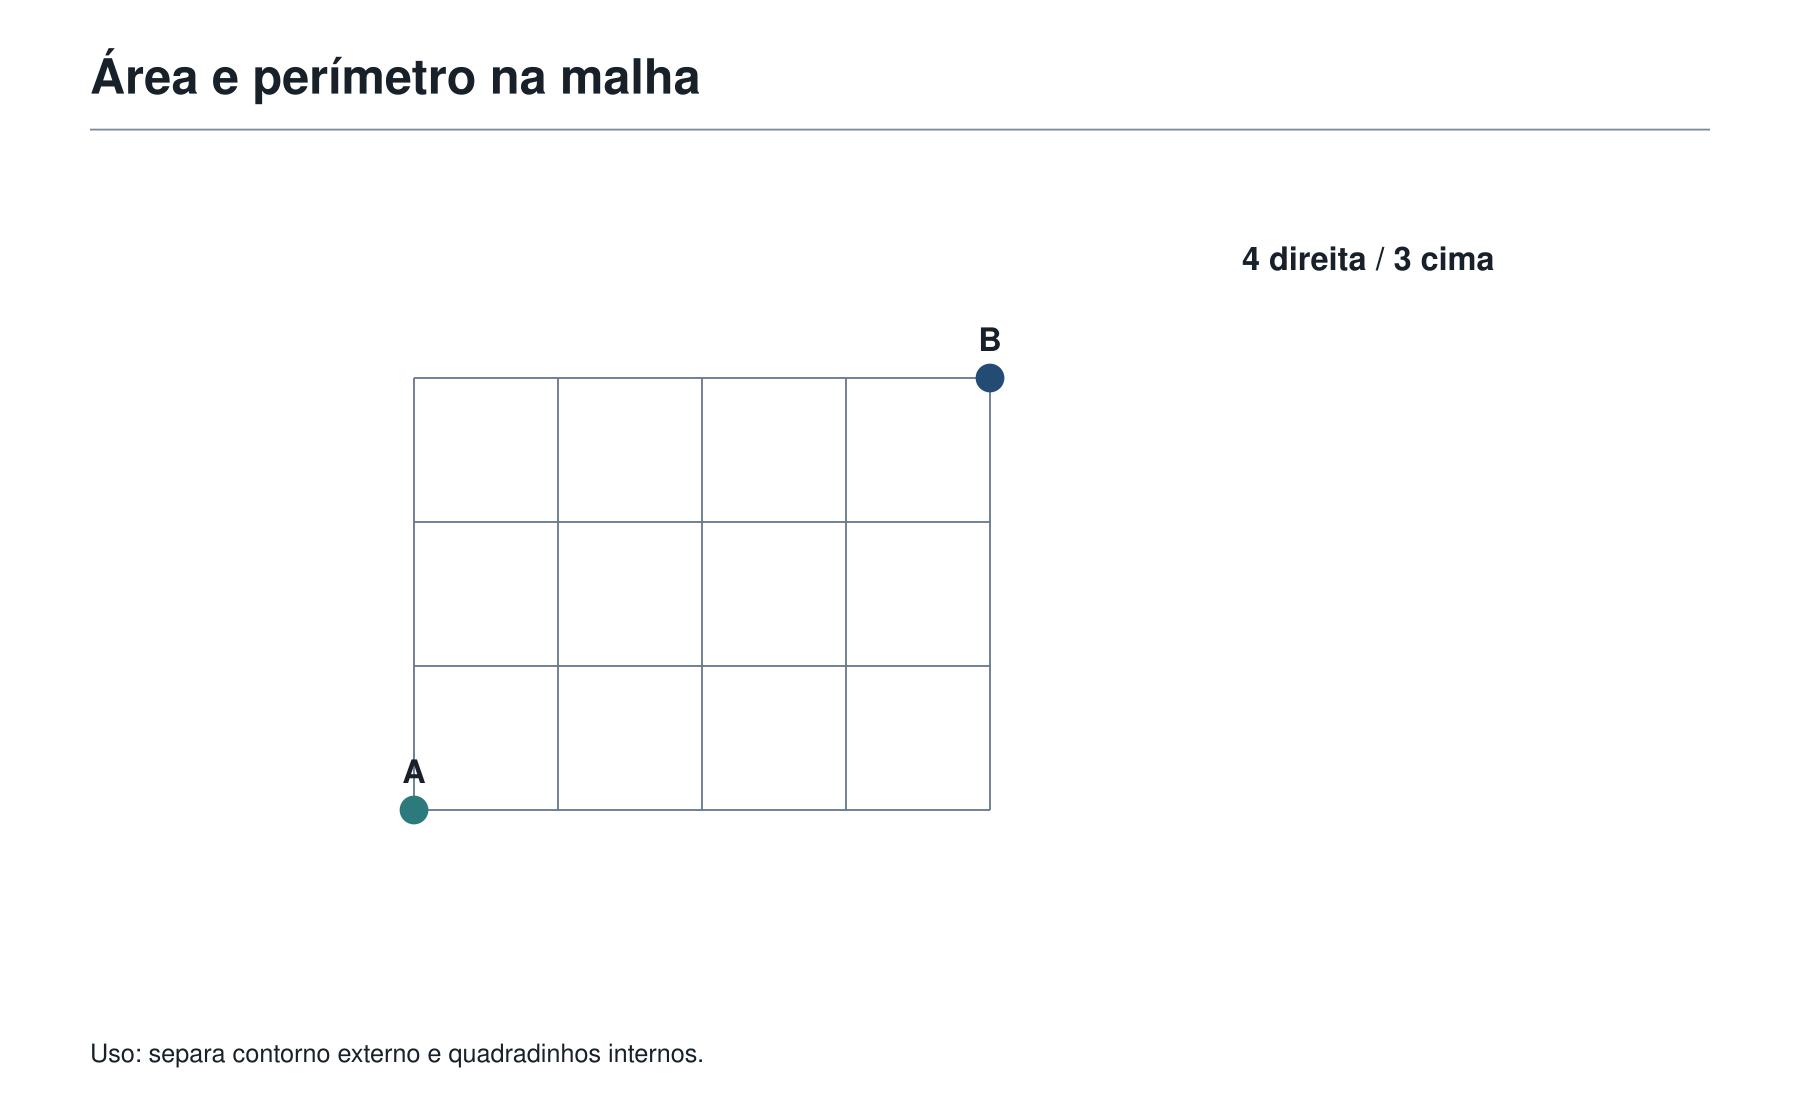 Área e perímetro na malha
4 direita / 3 cima
B
A
Uso: separa contorno externo e quadradinhos internos.